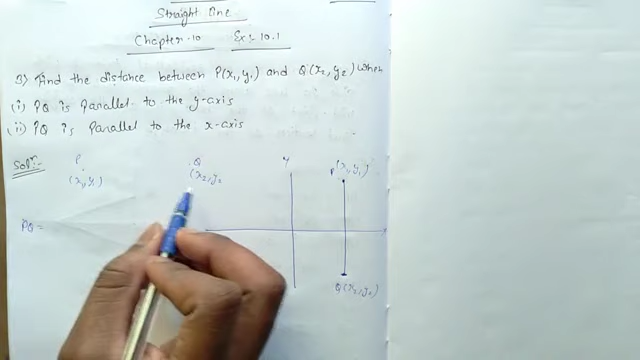 Straight line
Chapter-10 Ex:- 10.1
3) Find the distance between P(x₁,y₁) and Q(x₂,y₂) when
(i) PQ is parallel to the y-axis
(ii) PQ is parallel to the x-axis
Solⁿ:-
P
(x₁,y₁)
Q
(x₂,y₂
y
P(x₁,y₁)
PQ =
Q(x₂,y₂)